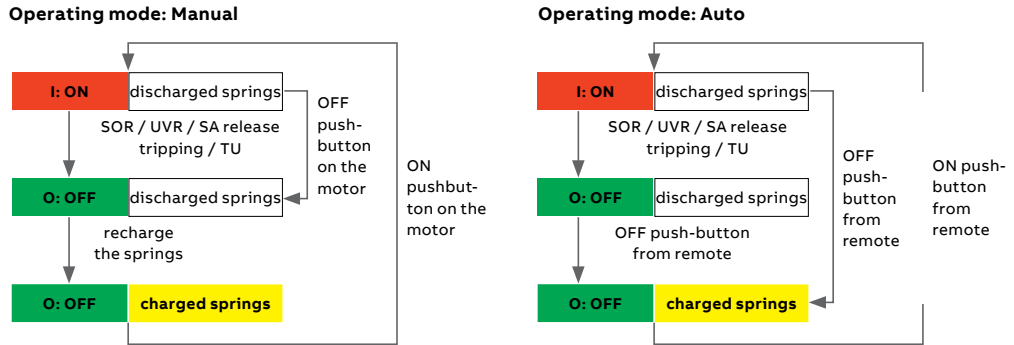 Operating mode: Manual
I: ON
discharged springs
SOR / UVR / SA release
tripping / TU
OFF
push-
button
on the
motor
O: OFF
discharged springs
recharge
the springs
O: OFF
charged springs
ON
pushbut-
ton on the
motor
Operating mode: Auto
I: ON
discharged springs
SOR / UVR / SA release
tripping / TU
O: OFF
discharged springs
OFF push-button
from remote
O: OFF
charged springs
OFF
push-
button
from
remote
ON push-
button
from
remote